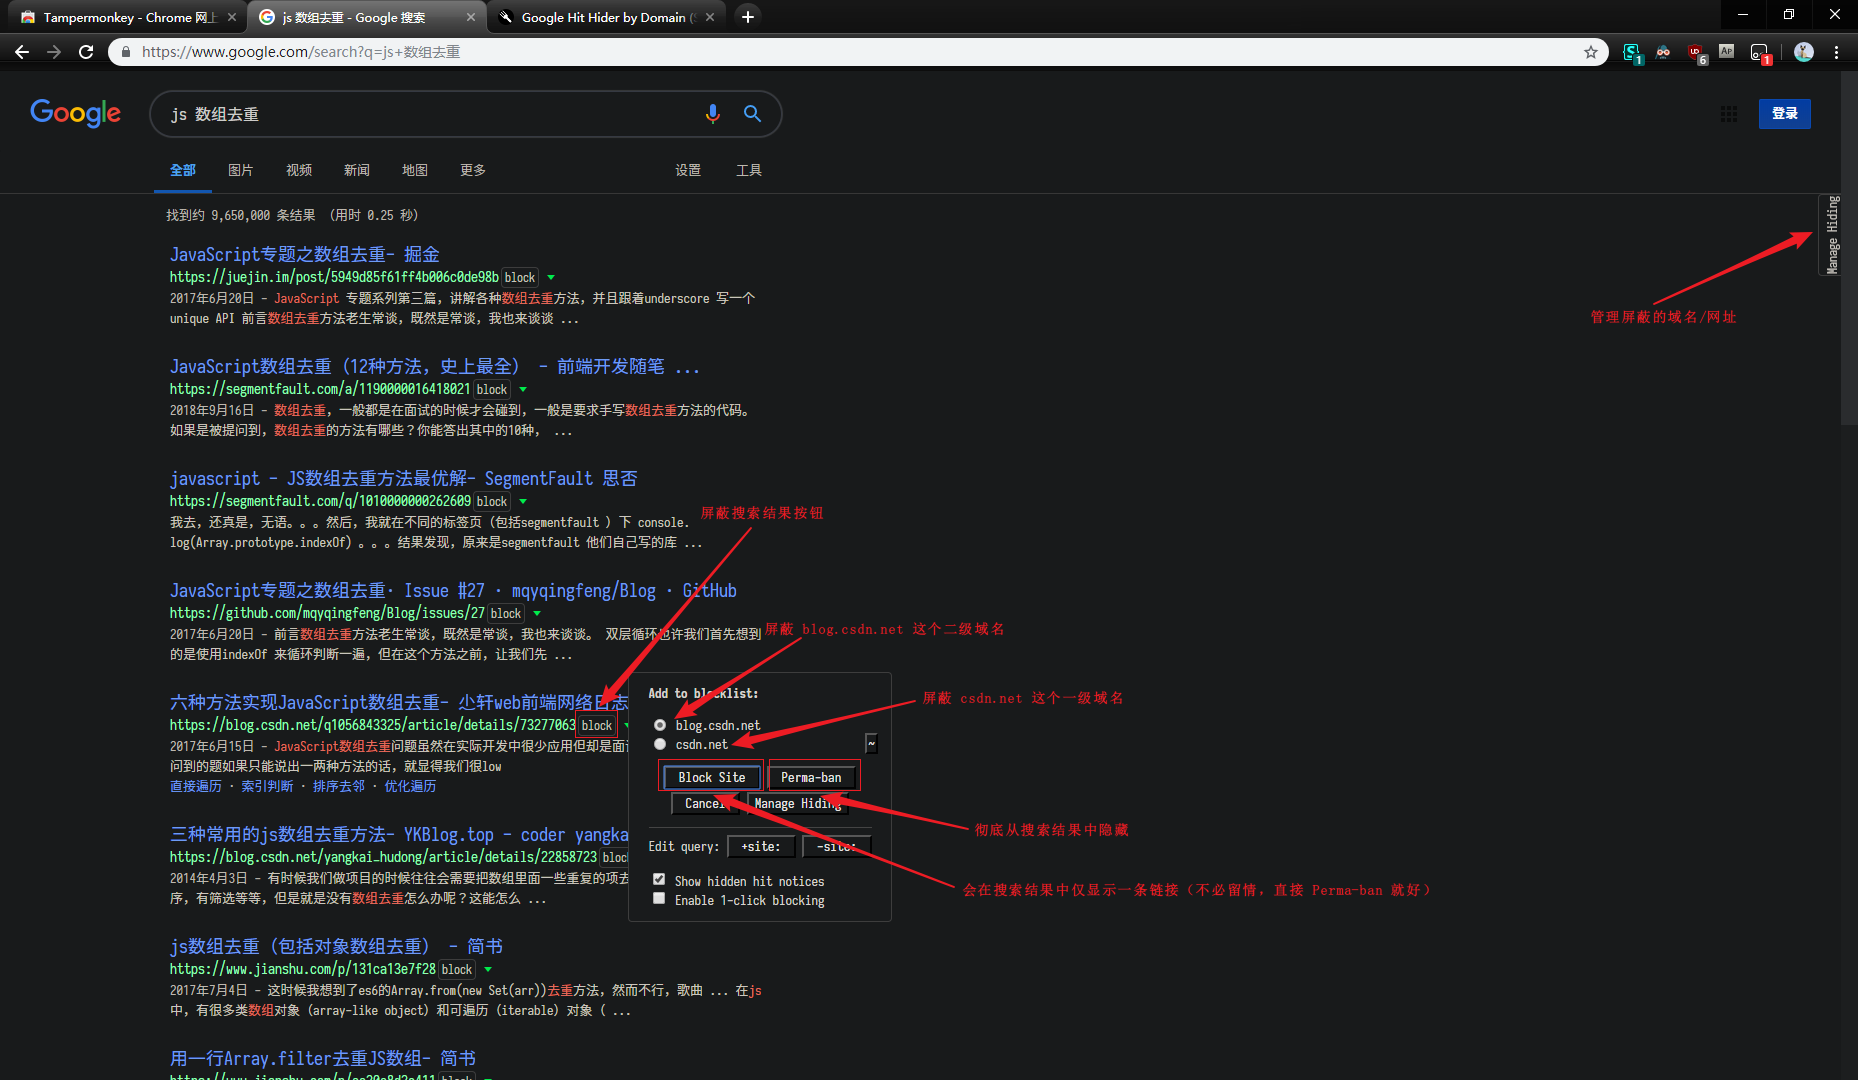 Tampermonkey - Chrome 网上
js 数组去重 - Google 搜索
Google Hit Hider by Domain (S
https://www.google.com/search?q=js+数组去重
1
6
AP
1
Google
js 数组去重
登录
全部
图片
视频
新闻
地图
更多
设置
工具
找到约 9,650,000 条结果 （用时 0.25 秒）
Manage Hiding
管理屏蔽的域名/网址
JavaScript专题之数组去重- 掘金
https://juejin.im/post/5949d85f61ff4b006c0de98b block
2017年6月20日 - JavaScript 专题系列第三篇，讲解各种数组去重方法，并且跟着underscore 写一个
unique API 前言数组去重方法老生常谈，既然是常谈，我也来谈谈 ...
JavaScript数组去重（12种方法，史上最全） - 前端开发随笔 ...
https://segmentfault.com/a/1190000016418021 block
2018年9月16日 - 数组去重，一般都是在面试的时候才会碰到，一般是要求手写数组去重方法的代码。
如果是被提问到，数组去重的方法有哪些？你能答出其中的10种， ...
javascript - JS数组去重方法最优解- SegmentFault 思否
https://segmentfault.com/q/1010000000262609 block
我去，还真是，无语。。。然后，我就在不同的标签页（包括segmentfault ）下 console.
log(Array.prototype.indexOf) 。。。结果发现，原来是segmentfault 他们自己写的库 ...
屏蔽搜索结果按钮
JavaScript专题之数组去重· Issue #27 · mqyqingfeng/Blog · GitHub
https://github.com/mqyqingfeng/Blog/issues/27 block
2017年6月20日 - 前言数组去重方法老生常谈，既然是常谈，我也来谈谈。 双层循环也许我们首先想到
的是使用indexOf 来循环判断一遍，但在这个方法之前，让我们先 ...
屏蔽 blog.csdn.net 这个二级域名
屏蔽 csdn.net 这个一级域名
六种方法实现JavaScript数组去重- 尐轩web前端网络日志
https://blog.csdn.net/q1056843325/article/details/73277063 block
2017年6月15日 - JavaScript数组去重问题虽然在实际开发中很少应用但却是面试
问到的题如果只能说出一两种方法的话，就显得我们很low
直接遍历 · 索引判断 · 排序去邻 · 优化遍历
Add to blocklist:
blog.csdn.net
csdn.net
~
Block Site
Perma-ban
Cancel
Manage Hiding
Edit query:
+site:
-site:
Show hidden hit notices
Enable 1-click blocking
彻底从搜索结果中隐藏
会在搜索结果中仅显示一条链接（不必留情，直接 Perma-ban 就好）
三种常用的js数组去重方法- YKBlog.top - coder yangka
https://blog.csdn.net/yangkai_hudong/article/details/22858723 bloc
2014年4月3日 - 有时候我们做项目的时候往往会需要把数组里面一些重复的项去
序，有筛选等等，但是就是没有数组去重怎么办呢？这能怎么 ...
js数组去重（包括对象数组去重） - 简书
https://www.jianshu.com/p/131ca13e7f28 block
2017年7月4日 - 这时候我想到了es6的Array.from(new Set(arr))去重方法，然而不行，歌曲 ... 在js
中，有很多类数组对象（array-like object）和可遍历（iterable）对象（ ...
用一行Array.filter去重JS数组- 简书